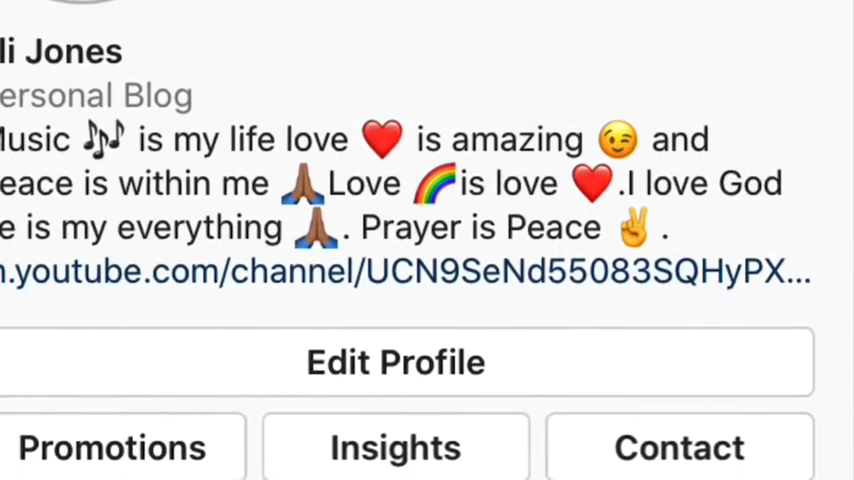 li Jones
ersonal Blog
Music 🎶 is my life love ❤️ is amazing 😉 and
eace is within me 🙏🏾Love 🌈is love ❤️.I love God
e is my everything 🙏🏾. Prayer is Peace ✌️.
n.youtube.com/channel/UCN9SeNd55083SQHyPX...
Edit Profile
Promotions
Insights
Contact